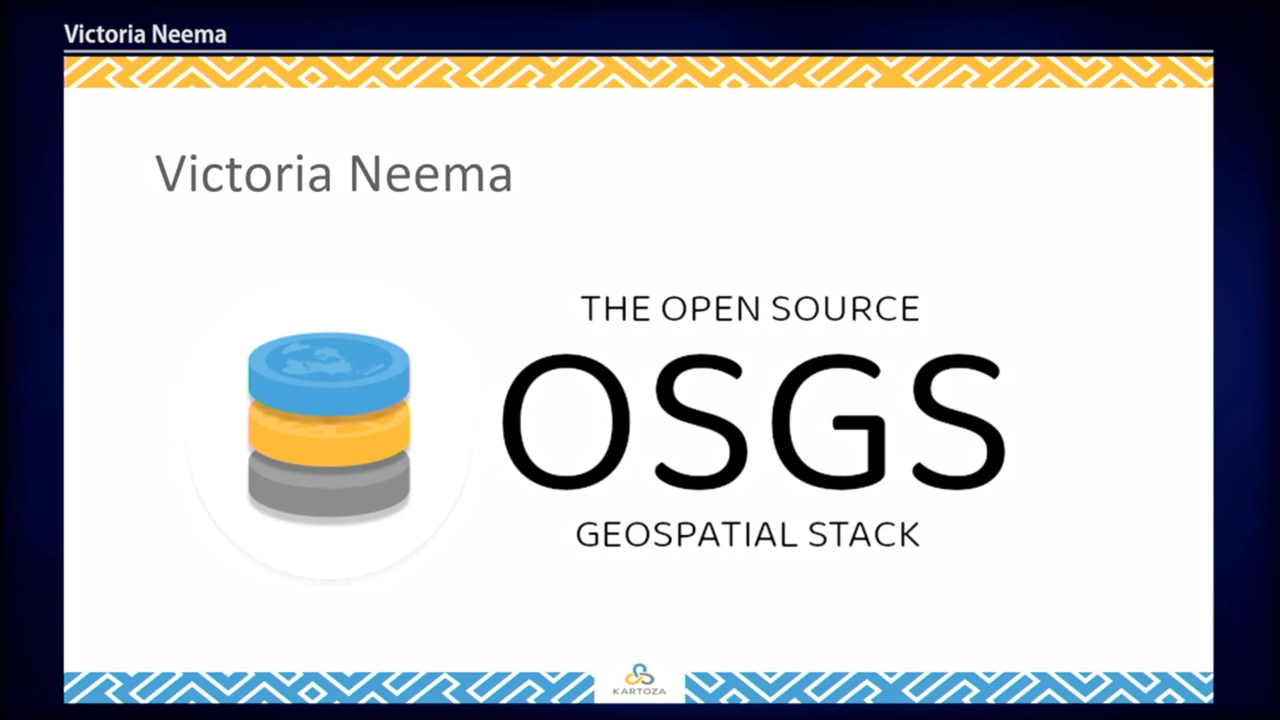 Victoria Neema
Victoria Neema
THE OPEN SOURCE
OSGS
GEOSPATIAL STACK
KARTOZA